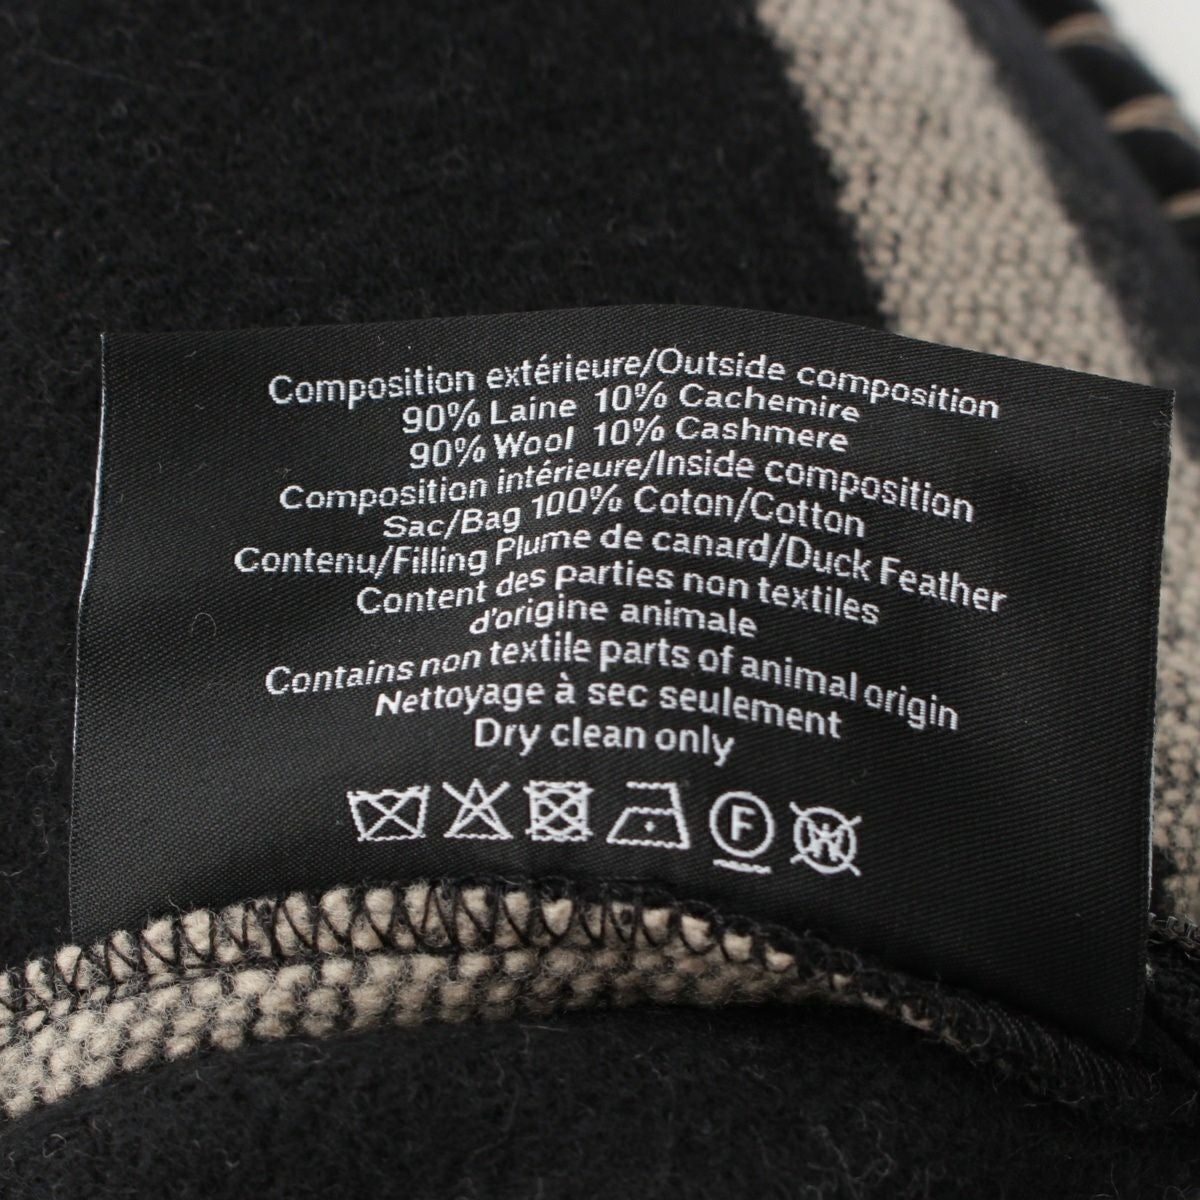 Composition extérieure/Outside composition
90% Laine 10% Cachemire
90% Wool 10% Cashmere
Composition intérieure/Inside composition
Sac/Bag 100% Coton/Cotton
Contenu/Filling Plume de canard/Duck Feather
Content des parties non textiles
d'origine animale
Contains non textile parts of animal origin
Nettoyage à sec seulement
Dry clean only
F W